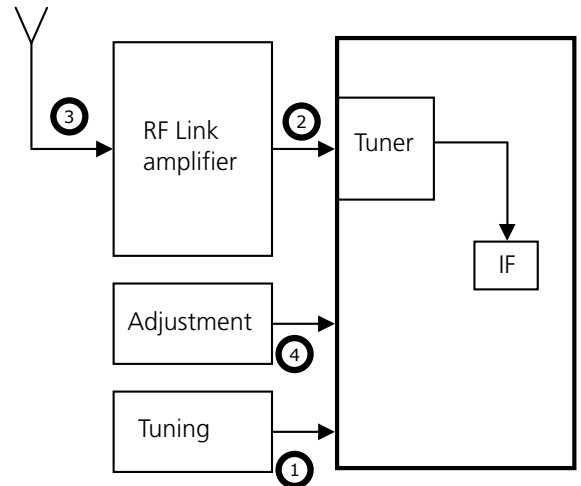 3
RF Link
amplifier
2
Tuner
IF
Adjustment
4
Tuning
1